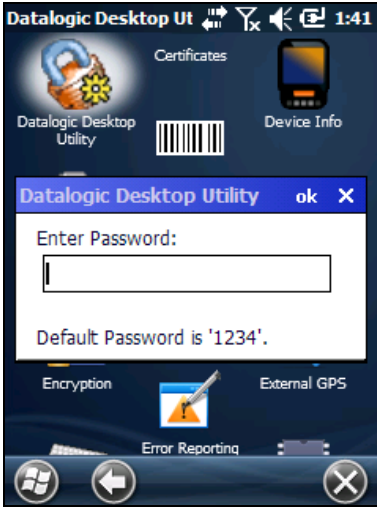 Datalogic Desktop Ut 1:41
Certificates
Datalogic Desktop
Utility
Device Info
Datalogic Desktop Utility ok X
Enter Password:
Default Password is '1234'.
Encryption
External GPS
Error Reporting